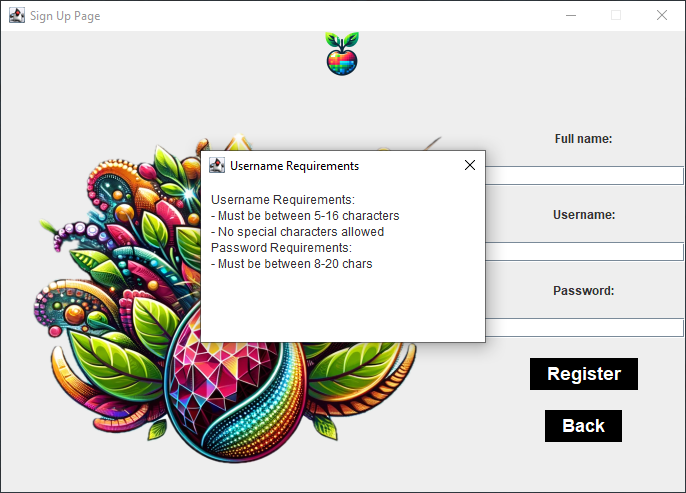 Sign Up Page
Full name:
Username Requirements
Username Requirements:
- Must be between 5-16 characters
- No special characters allowed
Password Requirements:
- Must be between 8-20 chars
Username:
Password:
Register
Back